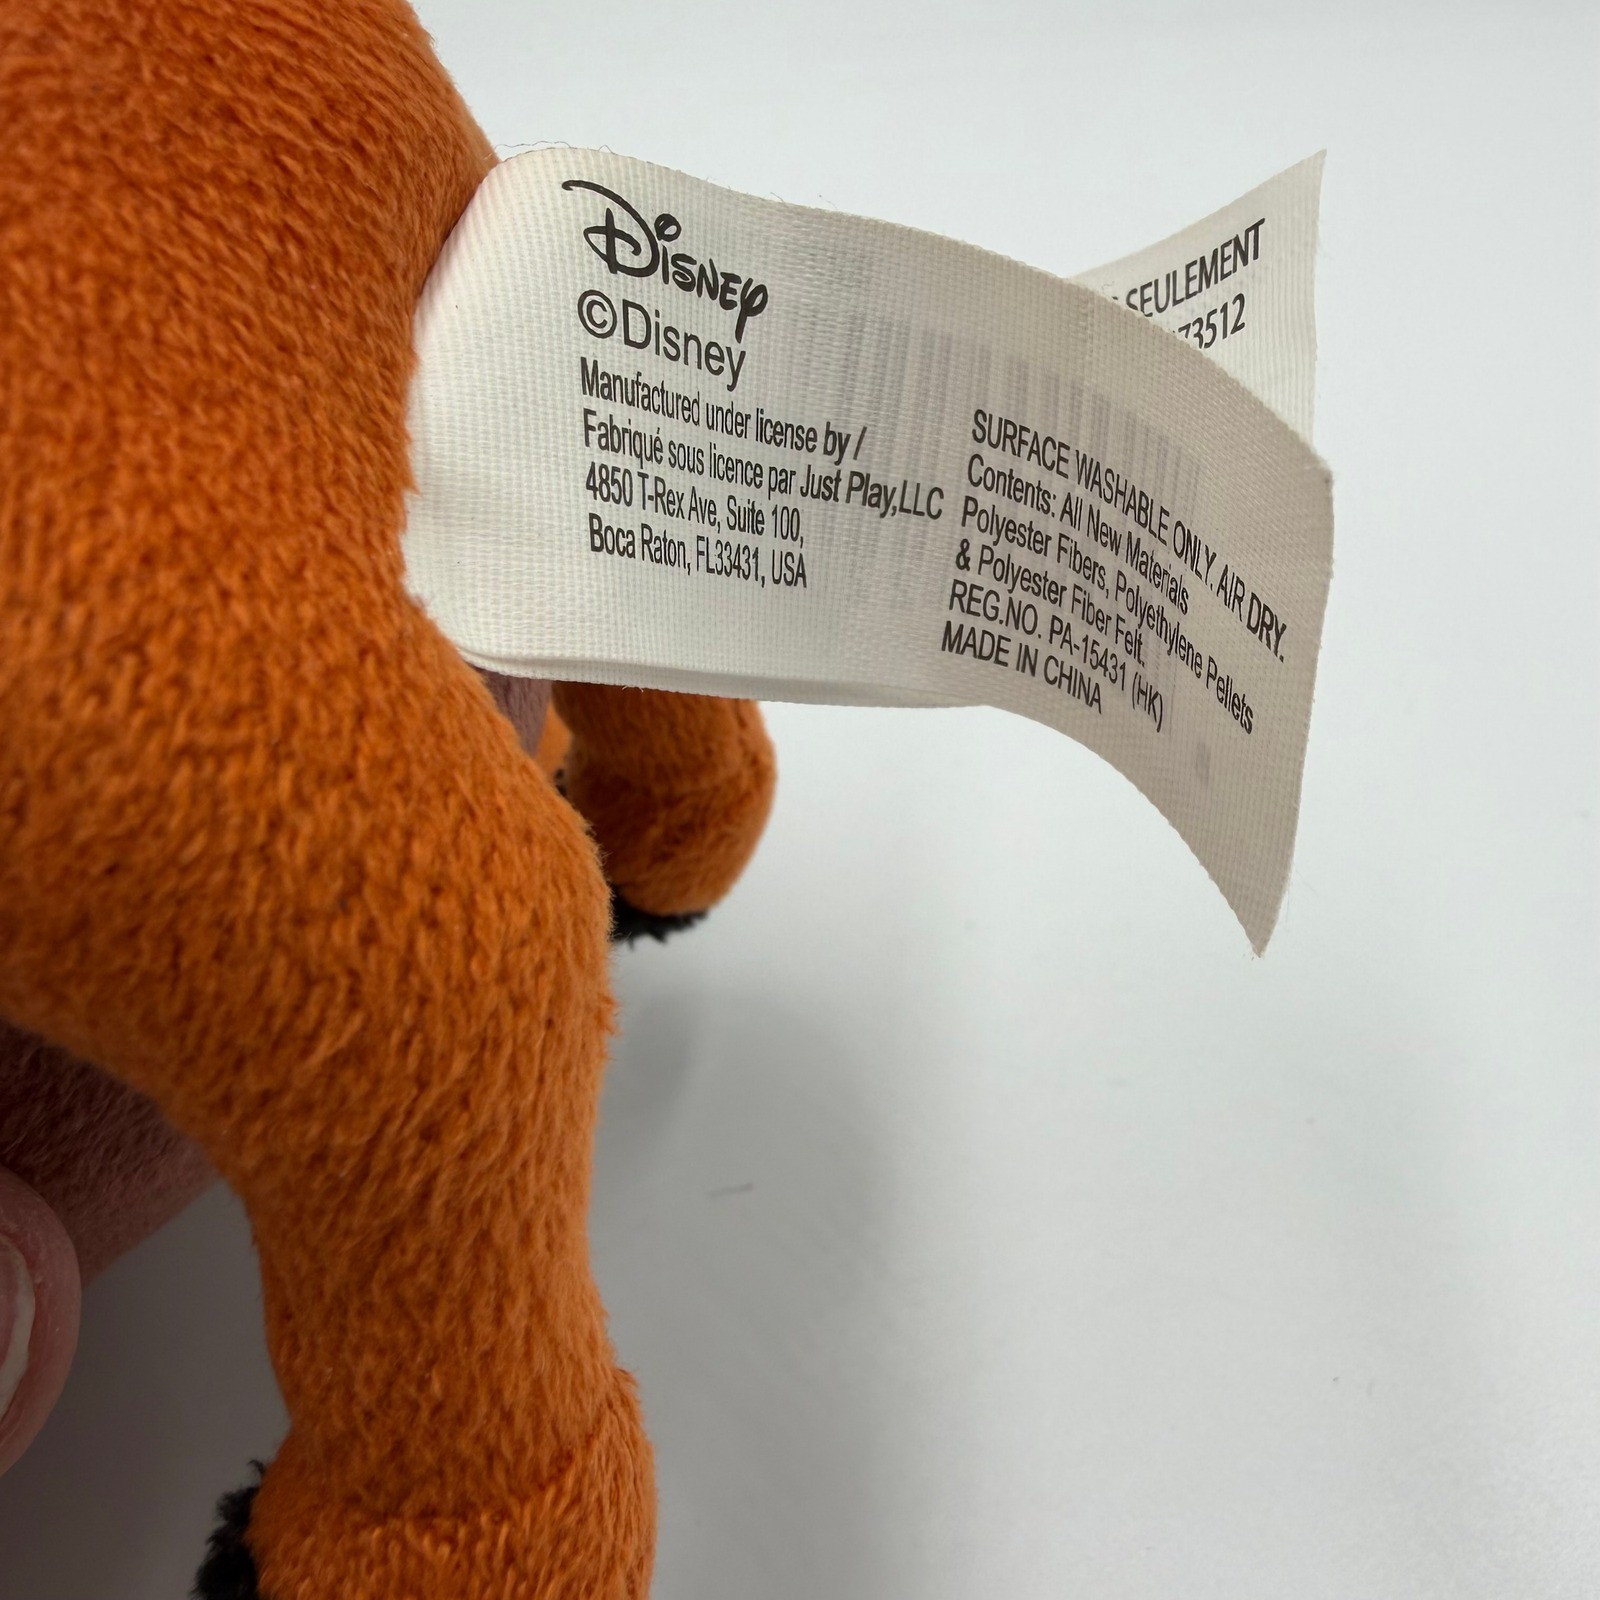 Disney
©Disney
Manufactured under license by /
Fabriqué sous licence par Just Play,LLC
4850 T-Rex Ave, Suite 100,
Boca Raton, FL33431, USA
SURFACE WASHABLE ONLY. AIR DRY.
Contents: All New Materials
Polyester Fibers, Polyethylene Pellets
& Polyester Fiber Felt.
REG.NO. PA-15431 (HK)
MADE IN CHINA
SEULEMENT
73512